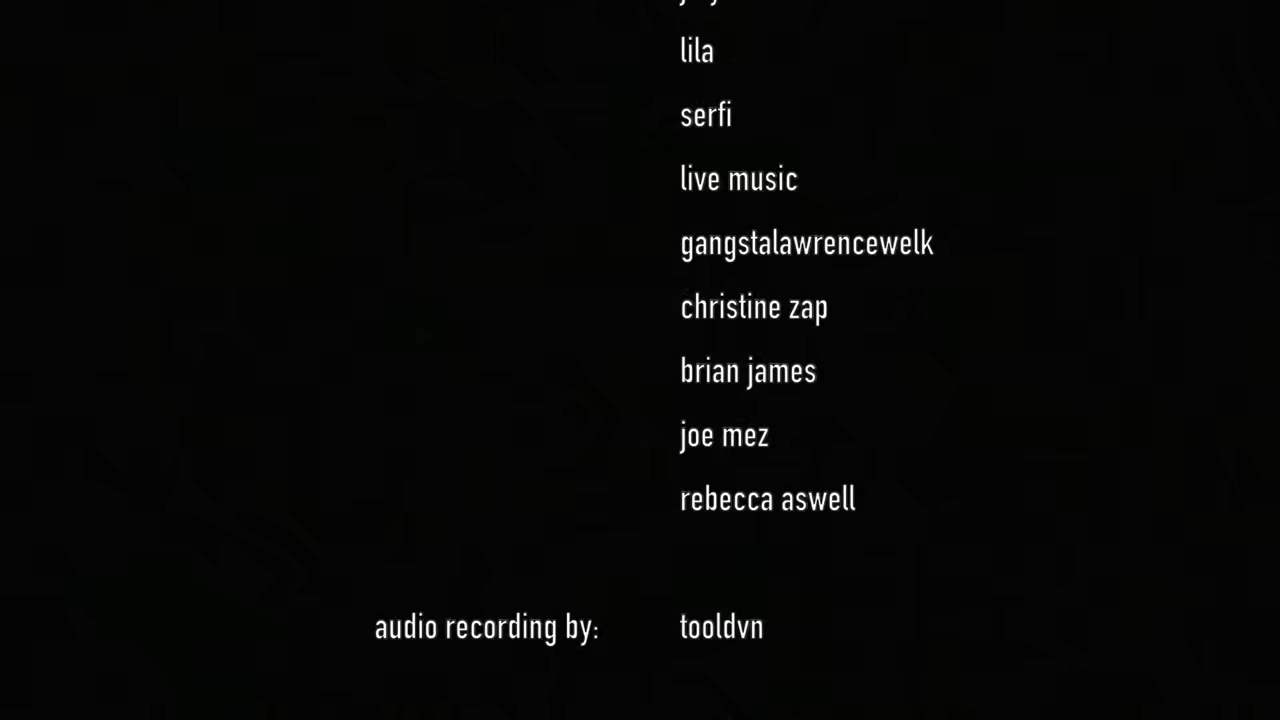 lila
serfi
live music
gangstalawrencewelk
christine zap
brian james
joe mez
rebecca aswell
audio recording by: tooldvn